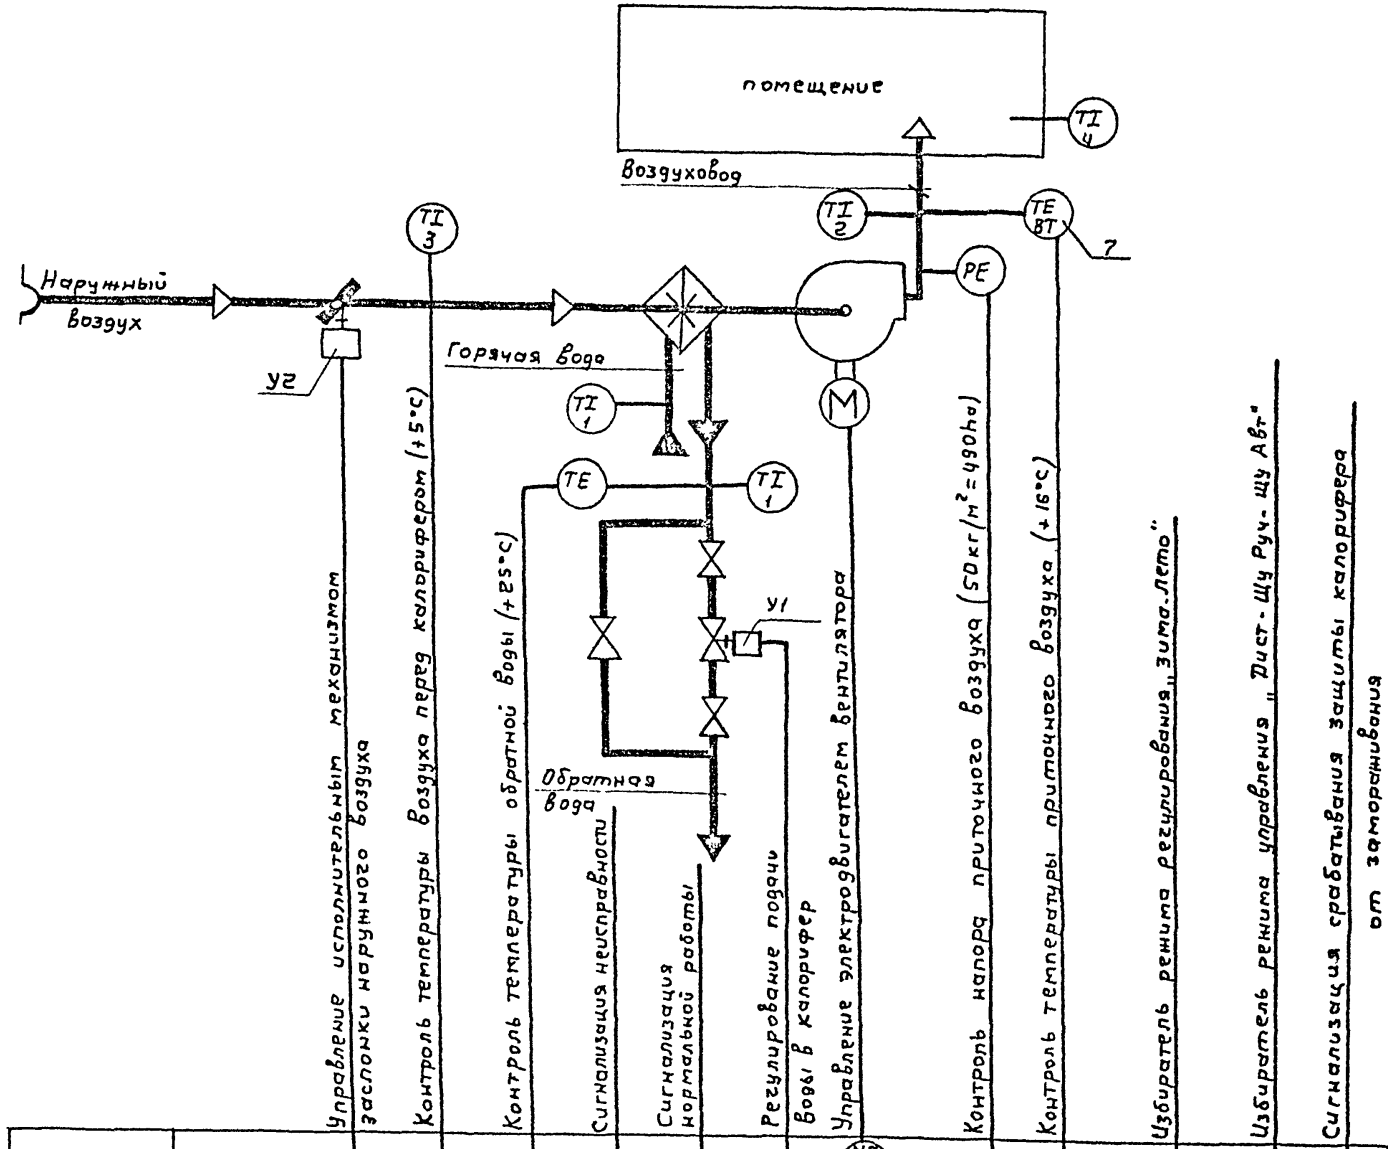 помещение
TI
4
Воздуховод
TI
3
TI
2
TE
ВТ
7
PE
Наружный
воздух
У2
Горячая вода
TI
1
M
TE
TI
1
У1
Обратная
вода
Управление исполнительным механизмом
заслонки наружного воздуха
Контроль температуры воздуха перед калорифером (+5°С)
Контроль температуры обратной воды (+25°С)
Сигнализация неисправности
Сигнализация
нормальной работы
Регулирование подачи
воды в калорифер
Управление электродвигателем вентилятора
Контроль напора приточного воздуха (50кг/м²=490па)
Контроль температуры приточного воздуха (+16°С)
Избиратель режима регулирования „зима.лето"
Избиратель режима управления „Дист-Щу Руч-Щу Авт"
Сигнализация срабатывания защиты калорифера
от замораживания